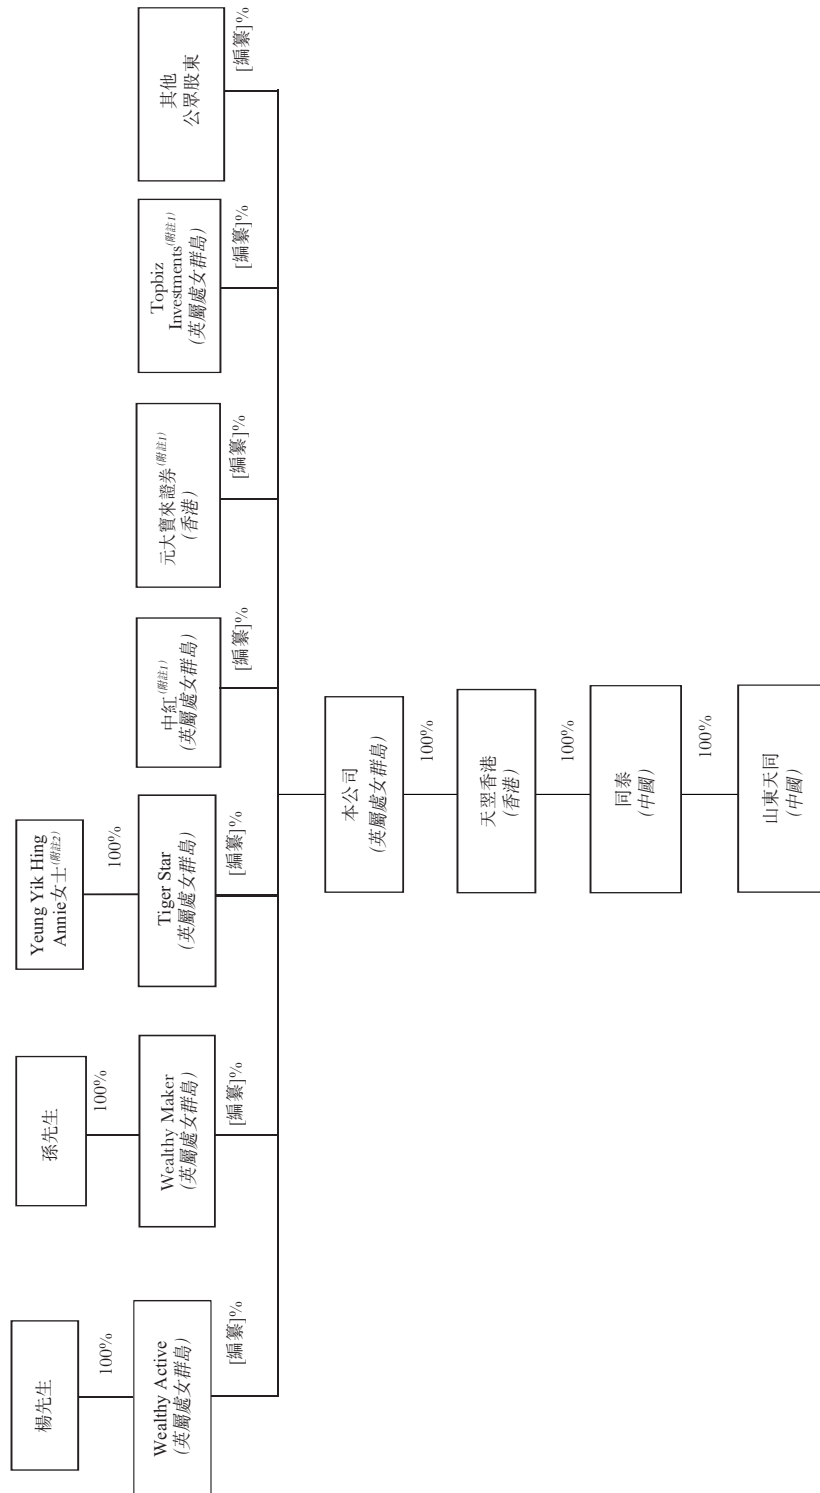 楊先生
100%
Wealthy Active
(英屬處女群島)
[編纂]%
孫先生
100%
Wealthy Maker
(英屬處女群島)
[編纂]%
Yeung Yik Hing
Annie女士(附註2)
100%
Tiger Star
(英屬處女群島)
[編纂]%
中紅(附註1)
(英屬處女群島)
[編纂]%
元大寶來證券(附註1)
(香港)
[編纂]%
Topbiz
Investments(附註1)
(英屬處女群島)
[編纂]%
其他
公眾股東
[編纂]%
本公司
(英屬處女群島)
100%
天翌香港
(香港)
100%
同泰
(中國)
100%
山東天同
(中國)